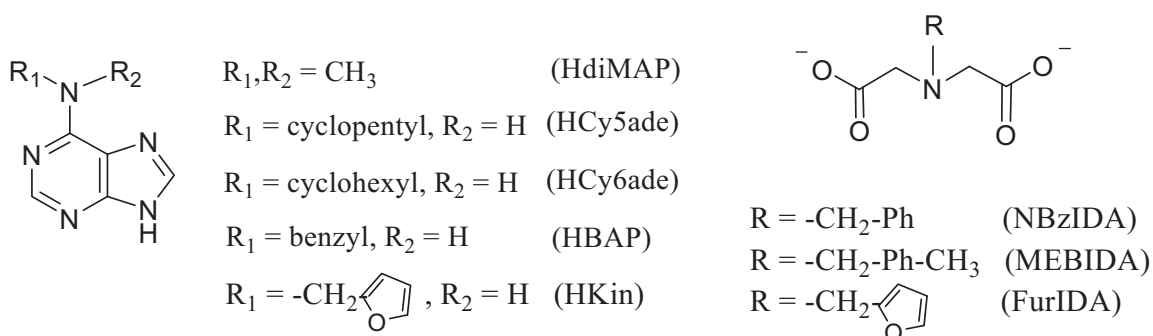 R₁ R₂
N
N
N
N
N
H
R₁,R₂ = CH₃ (HdiMAP)
R₁ = cyclopentyl, R₂ = H (HCy5ade)
R₁ = cyclohexyl, R₂ = H (HCy6ade)
R₁ = benzyl, R₂ = H (HBAP)
R₁ = -CH₂ O , R₂ = H (HKin)
R
⁻O N O⁻
O O
R = -CH₂-Ph (NBzIDA)
R = -CH₂-Ph-CH₃ (MEBIDA)
R = -CH₂ O (FurIDA)